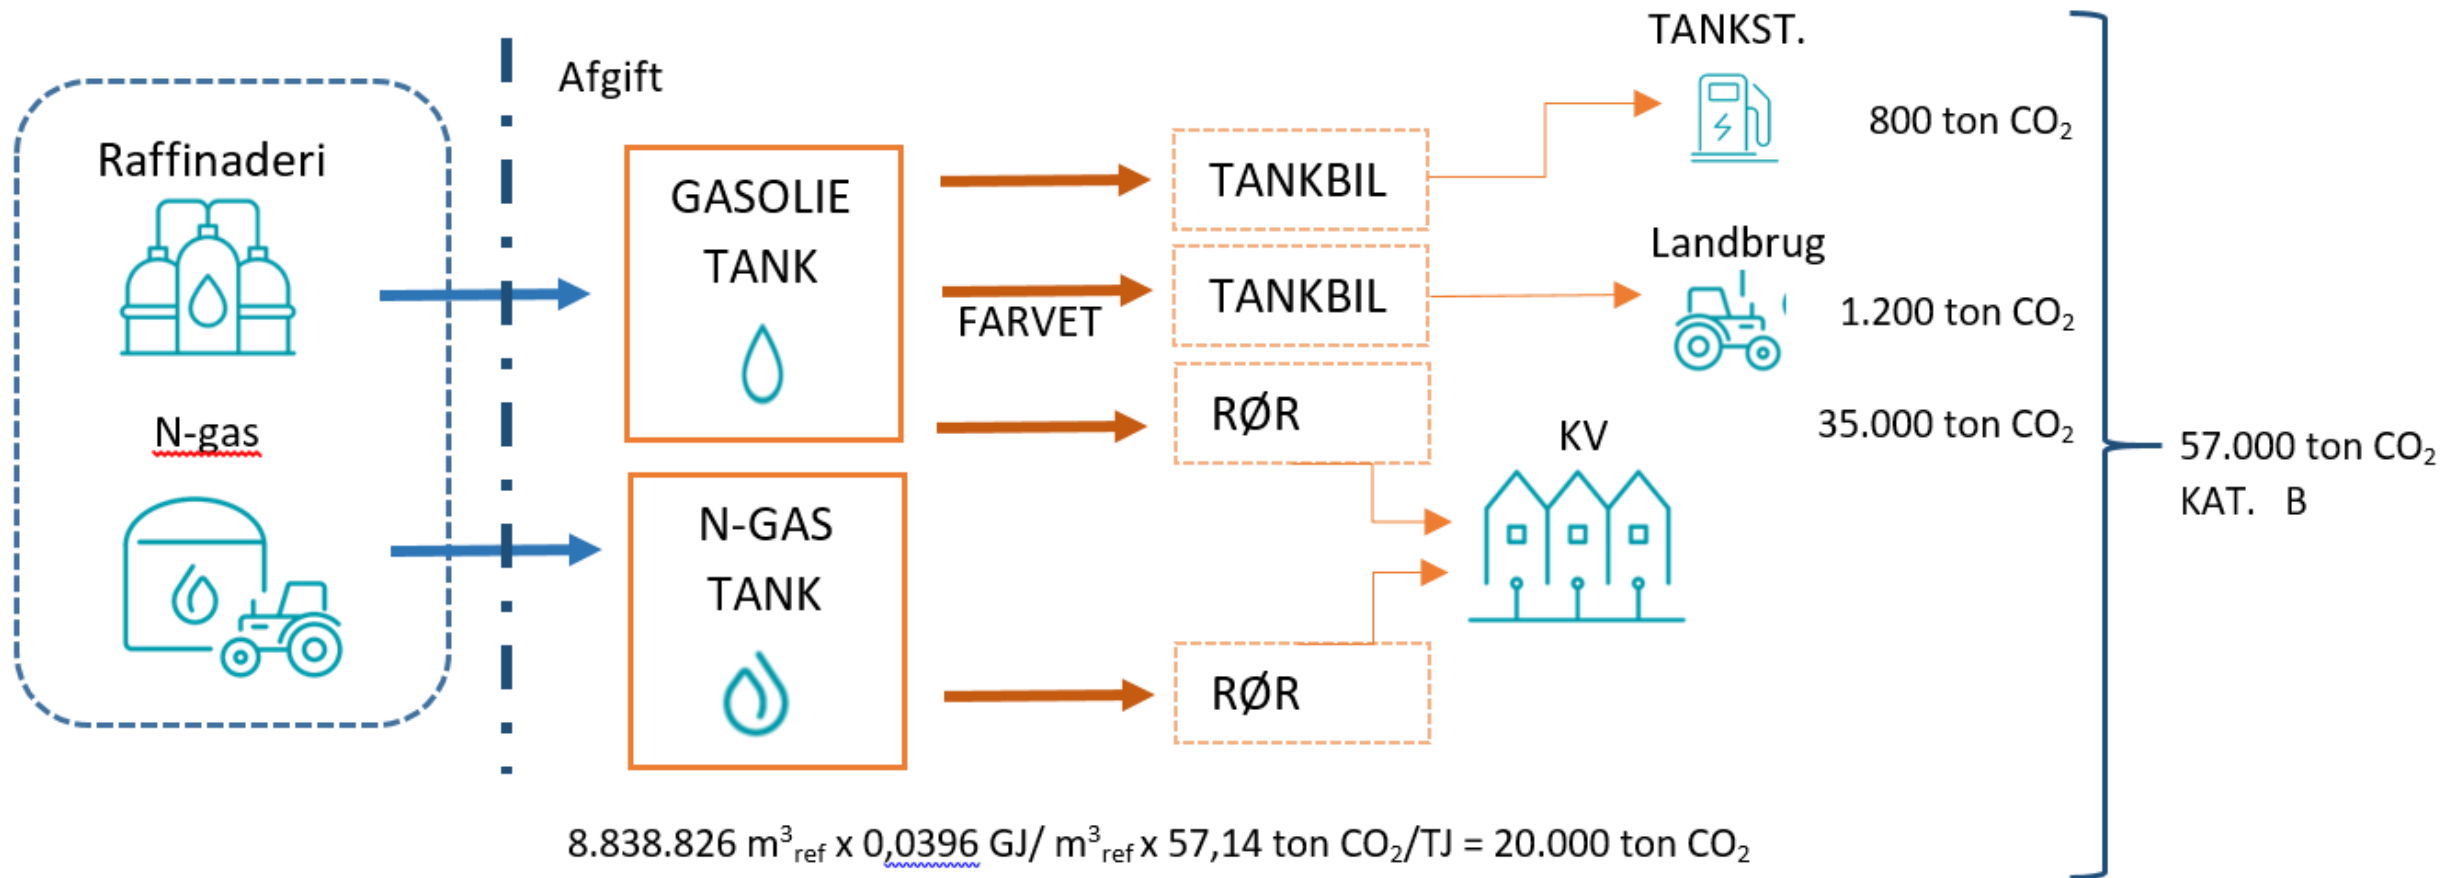 Raffinaderi
N-gas
Afgift
GASOLIE
TANK
N-GAS
TANK
FARVET
TANKBIL
TANKBIL
RØR
RØR
TANKST.
800 ton CO₂
Landbrug
1.200 ton CO₂
35.000 ton CO₂
KV
57.000 ton CO₂
KAT. B
8.838.826 m³ref x 0,0396 GJ/ m³ref x 57,14 ton CO₂/TJ = 20.000 ton CO₂